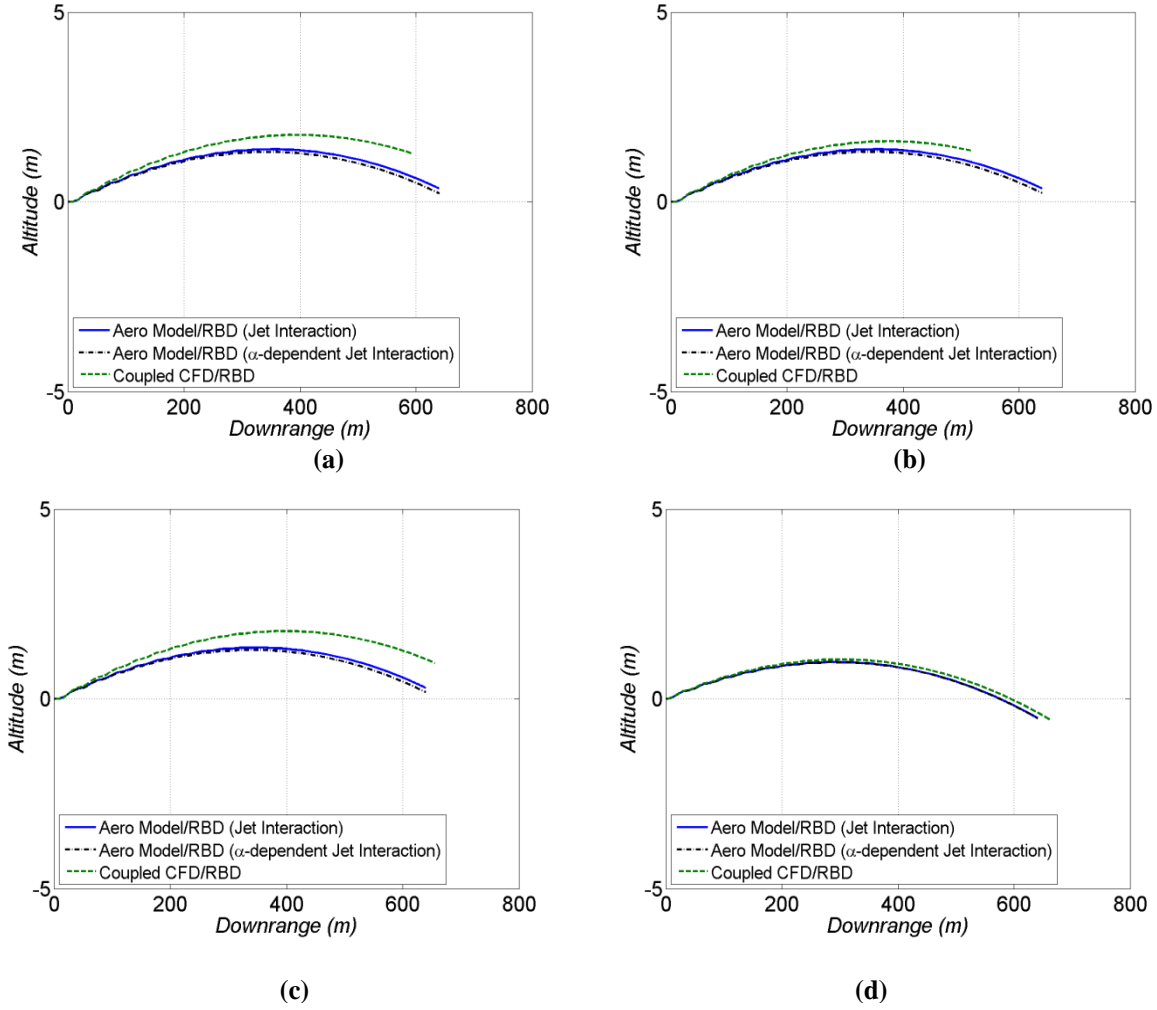 5
0
-5
Altitude (m)
Aero Model/RBD (Jet Interaction)
Aero Model/RBD (α-dependent Jet Interaction)
Coupled CFD/RBD
0 200 400 600 800
Downrange (m)
(a)
5
0
-5
Altitude (m)
Aero Model/RBD (Jet Interaction)
Aero Model/RBD (α-dependent Jet Interaction)
Coupled CFD/RBD
0 200 400 600 800
Downrange (m)
(b)
5
0
-5
Altitude (m)
Aero Model/RBD (Jet Interaction)
Aero Model/RBD (α-dependent Jet Interaction)
Coupled CFD/RBD
0 200 400 600 800
Downrange (m)
(c)
5
0
-5
Altitude (m)
Aero Model/RBD (Jet Interaction)
Aero Model/RBD (α-dependent Jet Interaction)
Coupled CFD/RBD
0 200 400 600 800
Downrange (m)
(d)